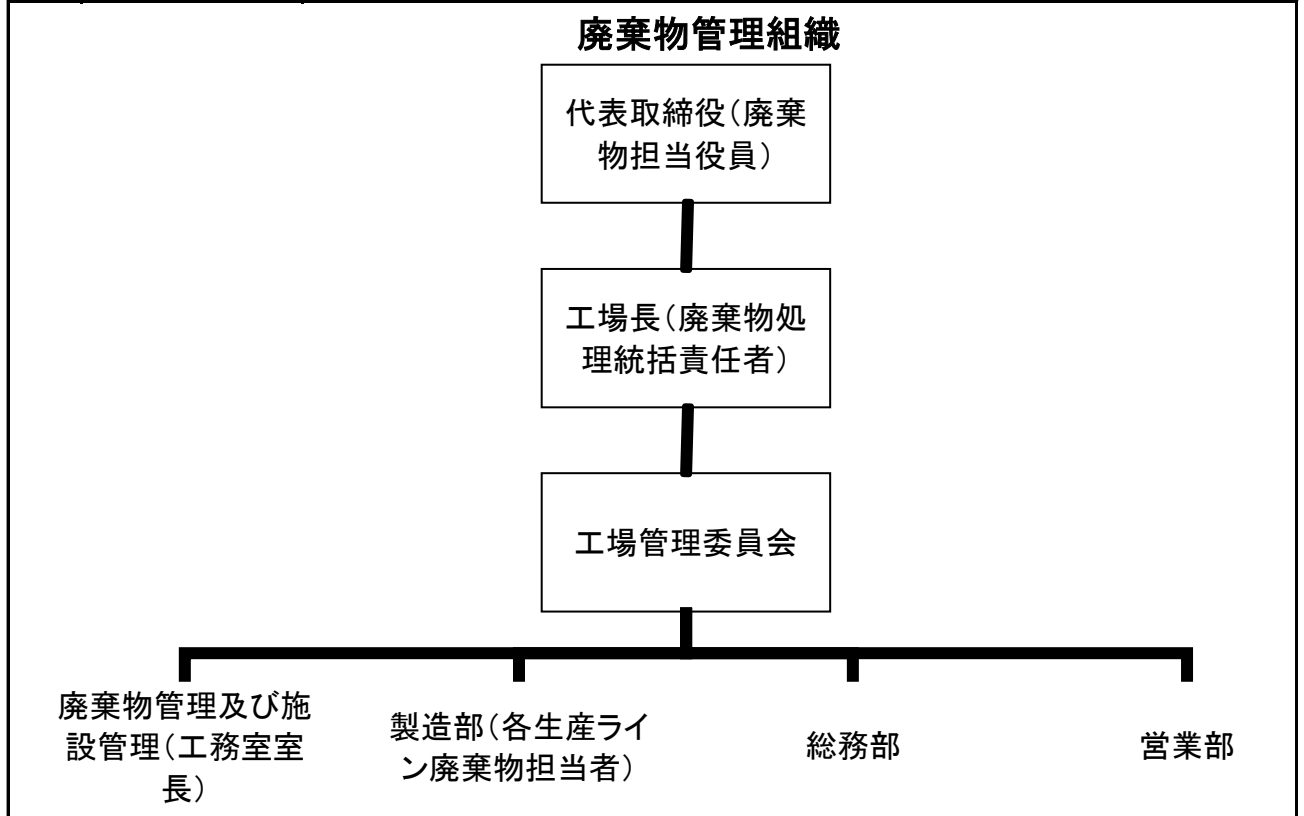 廃棄物管理組織
代表取締役（廃棄
物担当役員）
工場長（廃棄物処
理統括責任者）
工場管理委員会
廃棄物管理及び施
設管理（工務室室
長）
製造部（各生産ライ
ン廃棄物担当者）
総務部
営業部